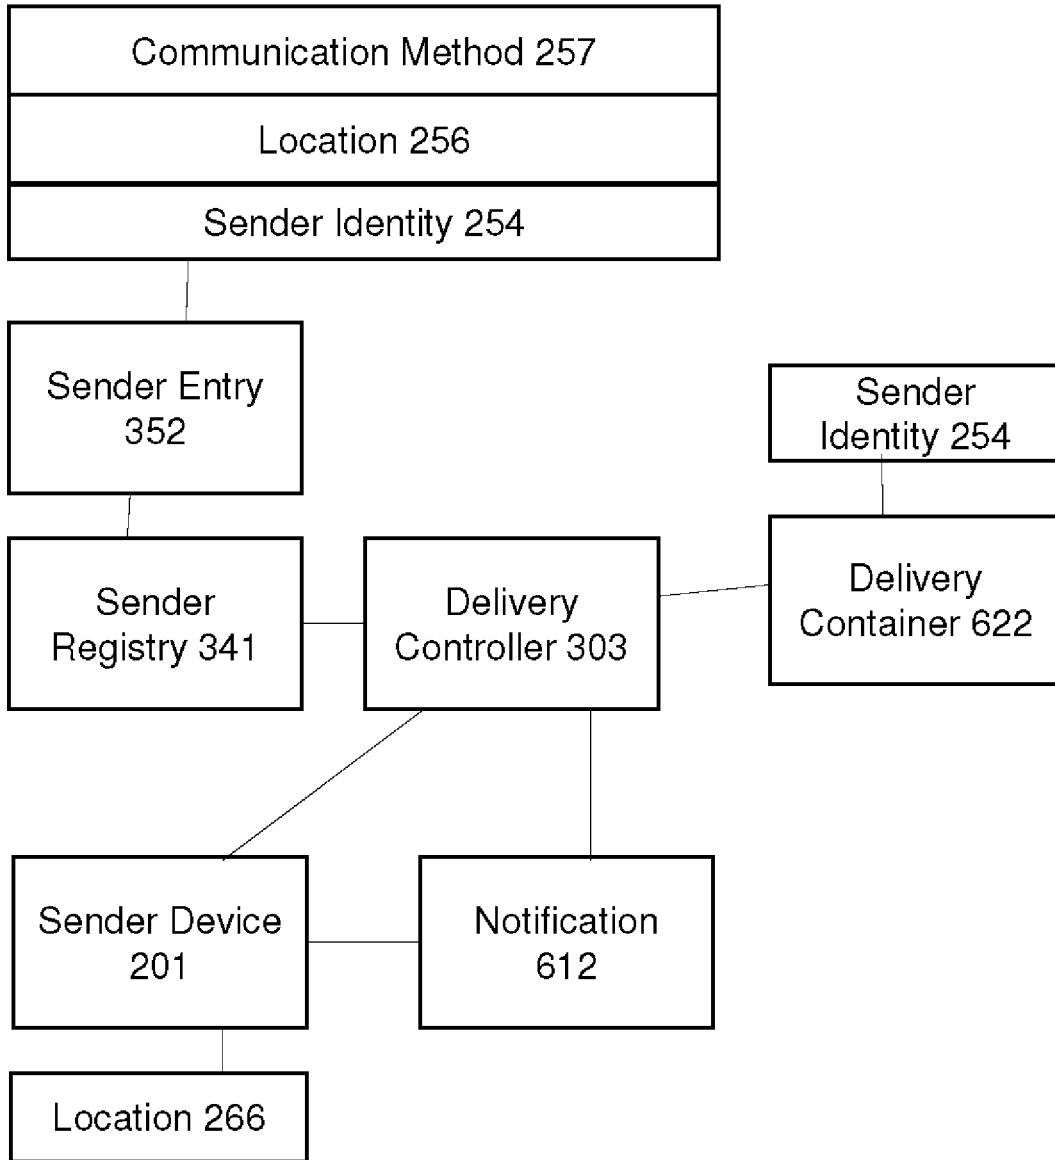 Communication Method 257
Location 256
Sender Identity 254
Sender Entry
352
Sender
Identity 254
Sender
Registry 341
Delivery
Controller 303
Delivery
Container 622
Sender Device
201
Notification
612
Location 266